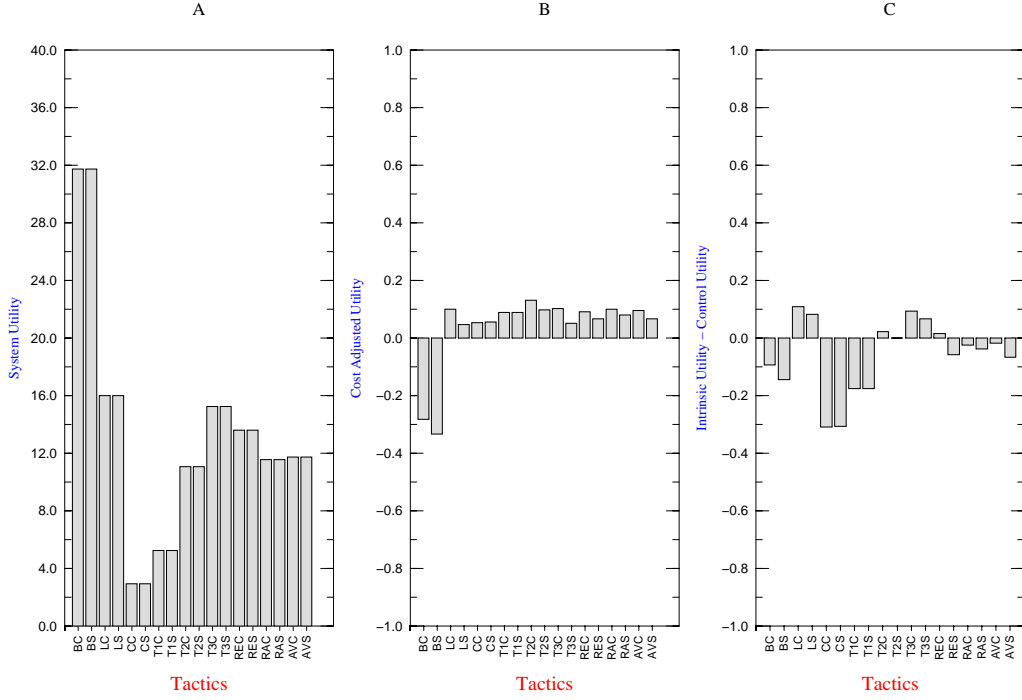 A
B
C
System Utility
40.0
36.0
32.0
28.0
24.0
20.0
16.0
12.0
8.0
4.0
0.0
BC
BS
LC
LS
CC
CS
T1C
T1S
T2C
T2S
T3C
T3S
REC
RES
RAC
RAS
AVC
AVS
Tactics
Cost Adjusted Utility
1.0
0.8
0.6
0.4
0.2
0.0
−0.2
−0.4
−0.6
−0.8
−1.0
BC
BS
LC
LS
CC
CS
T1C
T1S
T2C
T2S
T3C
T3S
REC
RES
RAC
RAS
AVC
AVS
Tactics
Intrinsic Utility − Control Utility
1.0
0.8
0.6
0.4
0.2
0.0
−0.2
−0.4
−0.6
−0.8
−1.0
BC
BS
LC
LS
CC
CS
T1C
T1S
T2C
T2S
T3C
T3S
REC
RES
RAC
RAS
AVC
AVS
Tactics